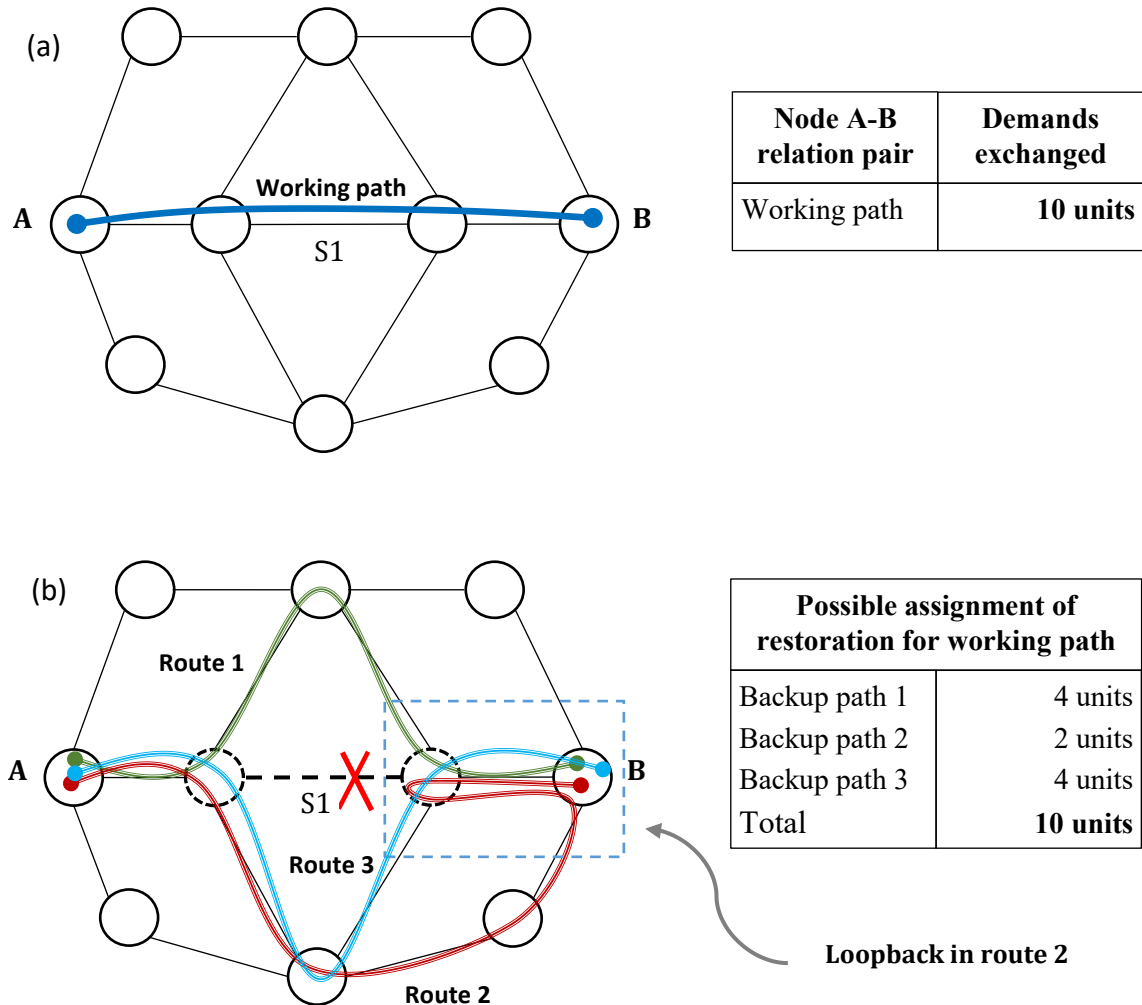 (a)
Working path
A
B
S1
Node A-B relation pair
Demands exchanged
Working path
10 units
(b)
Route 1
A
B
S1
Route 3
Route 2
Possible assignment of
restoration for working path
Backup path 1 4 units
Backup path 2 2 units
Backup path 3 4 units
Total 10 units
Loopback in route 2